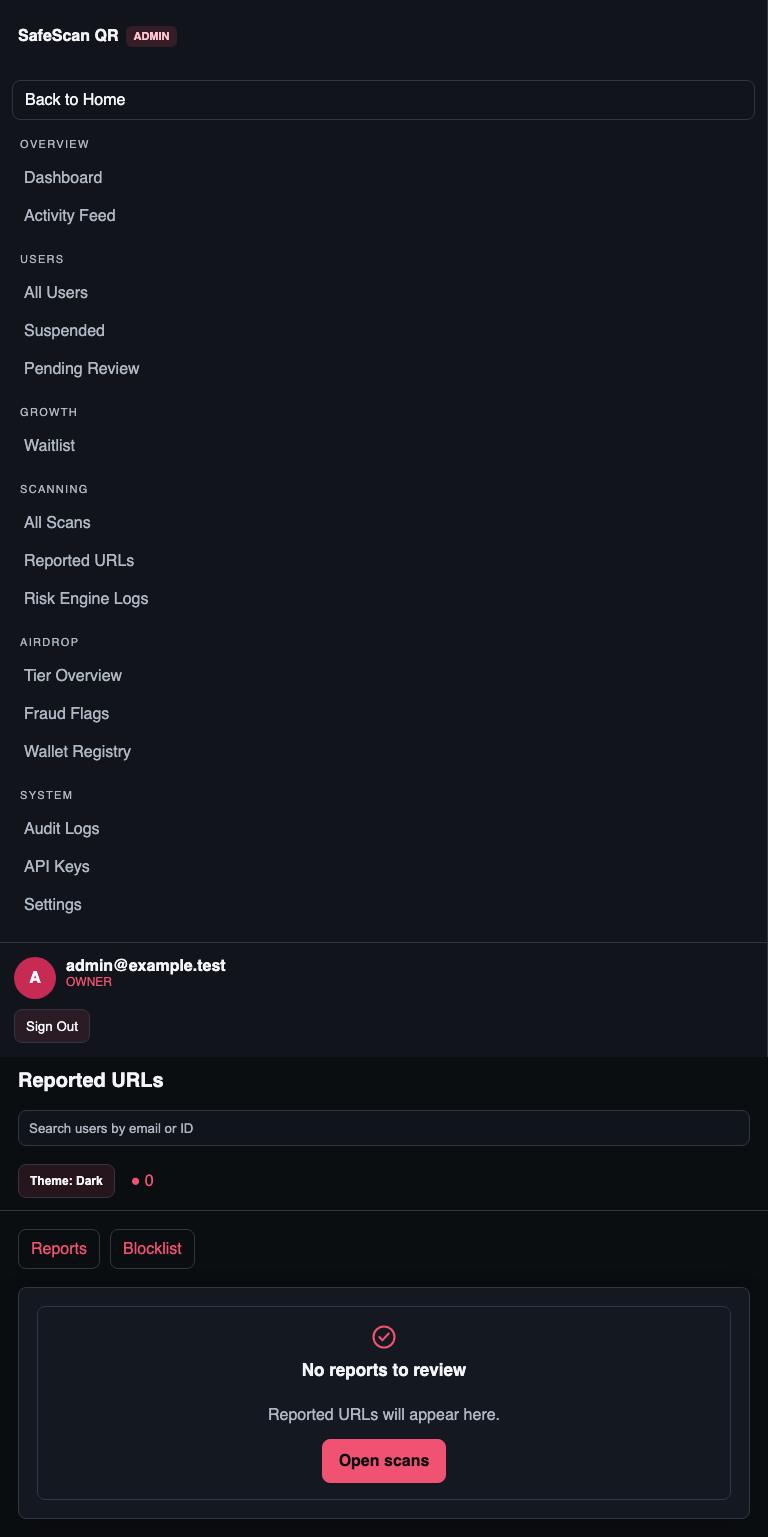 SafeScan QR ADMIN
Back to Home
OVERVIEW
Dashboard
Activity Feed
USERS
All Users
Suspended
Pending Review
GROWTH
Waitlist
SCANNING
All Scans
Reported URLs
Risk Engine Logs
AIRDROP
Tier Overview
Fraud Flags
Wallet Registry
SYSTEM
Audit Logs
API Keys
Settings
A admin@example.test
OWNER
Sign Out
Reported URLs
Search users by email or ID
Theme: Dark 0
Reports Blocklist
No reports to review
Reported URLs will appear here.
Open scans